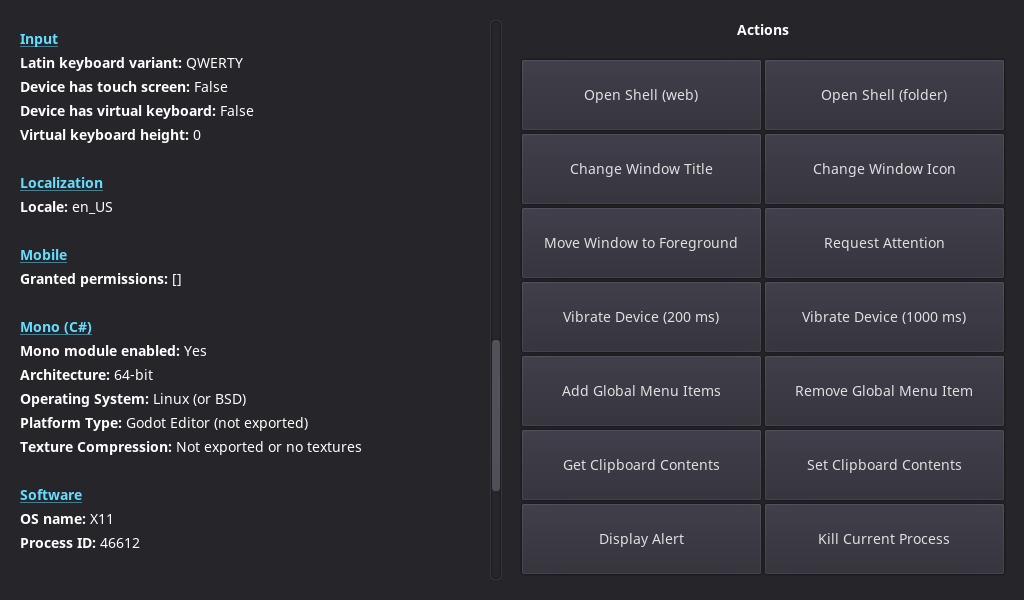 Input
Latin keyboard variant: QWERTY
Device has touch screen: False
Device has virtual keyboard: False
Virtual keyboard height: 0
Localization
Locale: en_US
Mobile
Granted permissions: []
Mono (C#)
Mono module enabled: Yes
Architecture: 64-bit
Operating System: Linux (or BSD)
Platform Type: Godot Editor (not exported)
Texture Compression: Not exported or no textures
Software
OS name: X11
Process ID: 46612
Actions
Open Shell (web)
Open Shell (folder)
Change Window Title
Change Window Icon
Move Window to Foreground
Request Attention
Vibrate Device (200 ms)
Vibrate Device (1000 ms)
Add Global Menu Items
Remove Global Menu Item
Get Clipboard Contents
Set Clipboard Contents
Display Alert
Kill Current Process